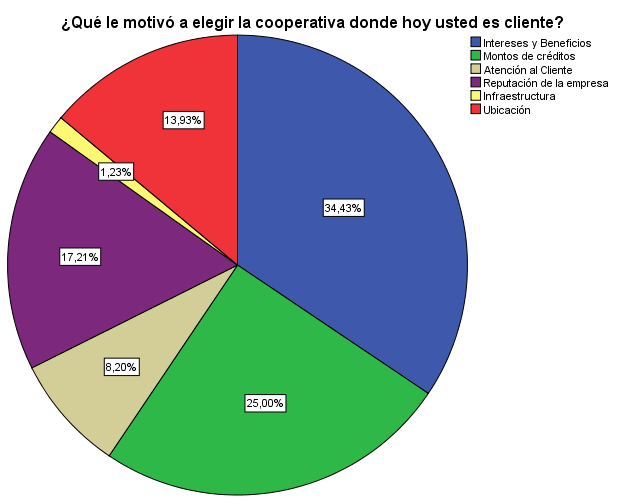 ¿Qué le motivó a elegir la cooperativa donde hoy usted es cliente?
Intereses y Beneficios
Montos de créditos
Atención al Cliente
Reputación de la empresa
Infraestructura
Ubicación
13,93%
1,23%
34,43%
17,21%
8,20%
25,00%